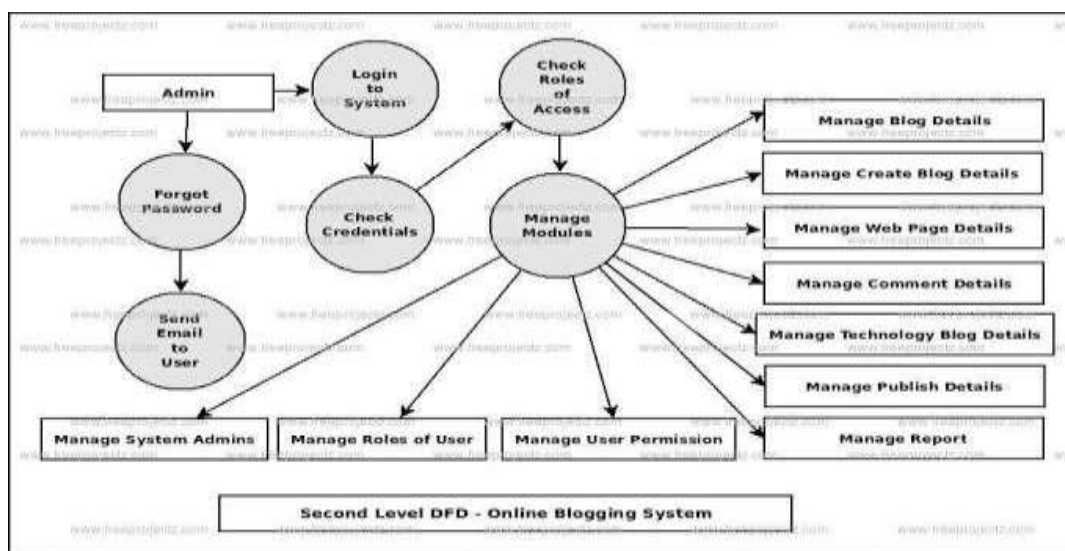 Admin
Login
to
System
Check
Roles
of
Access
Manage Blog Details
Forgot
Password
Check
Credentials
Manage
Modules
Manage Create Blog Details
Manage Web Page Details
Manage Comment Details
Send
Email
to
User
Manage Technology Blog Details
Manage Publish Details
Manage System Admins
Manage Roles of User
Manage User Permission
Manage Report
Second Level DFD - Online Blogging System
www.freeprojectz.com